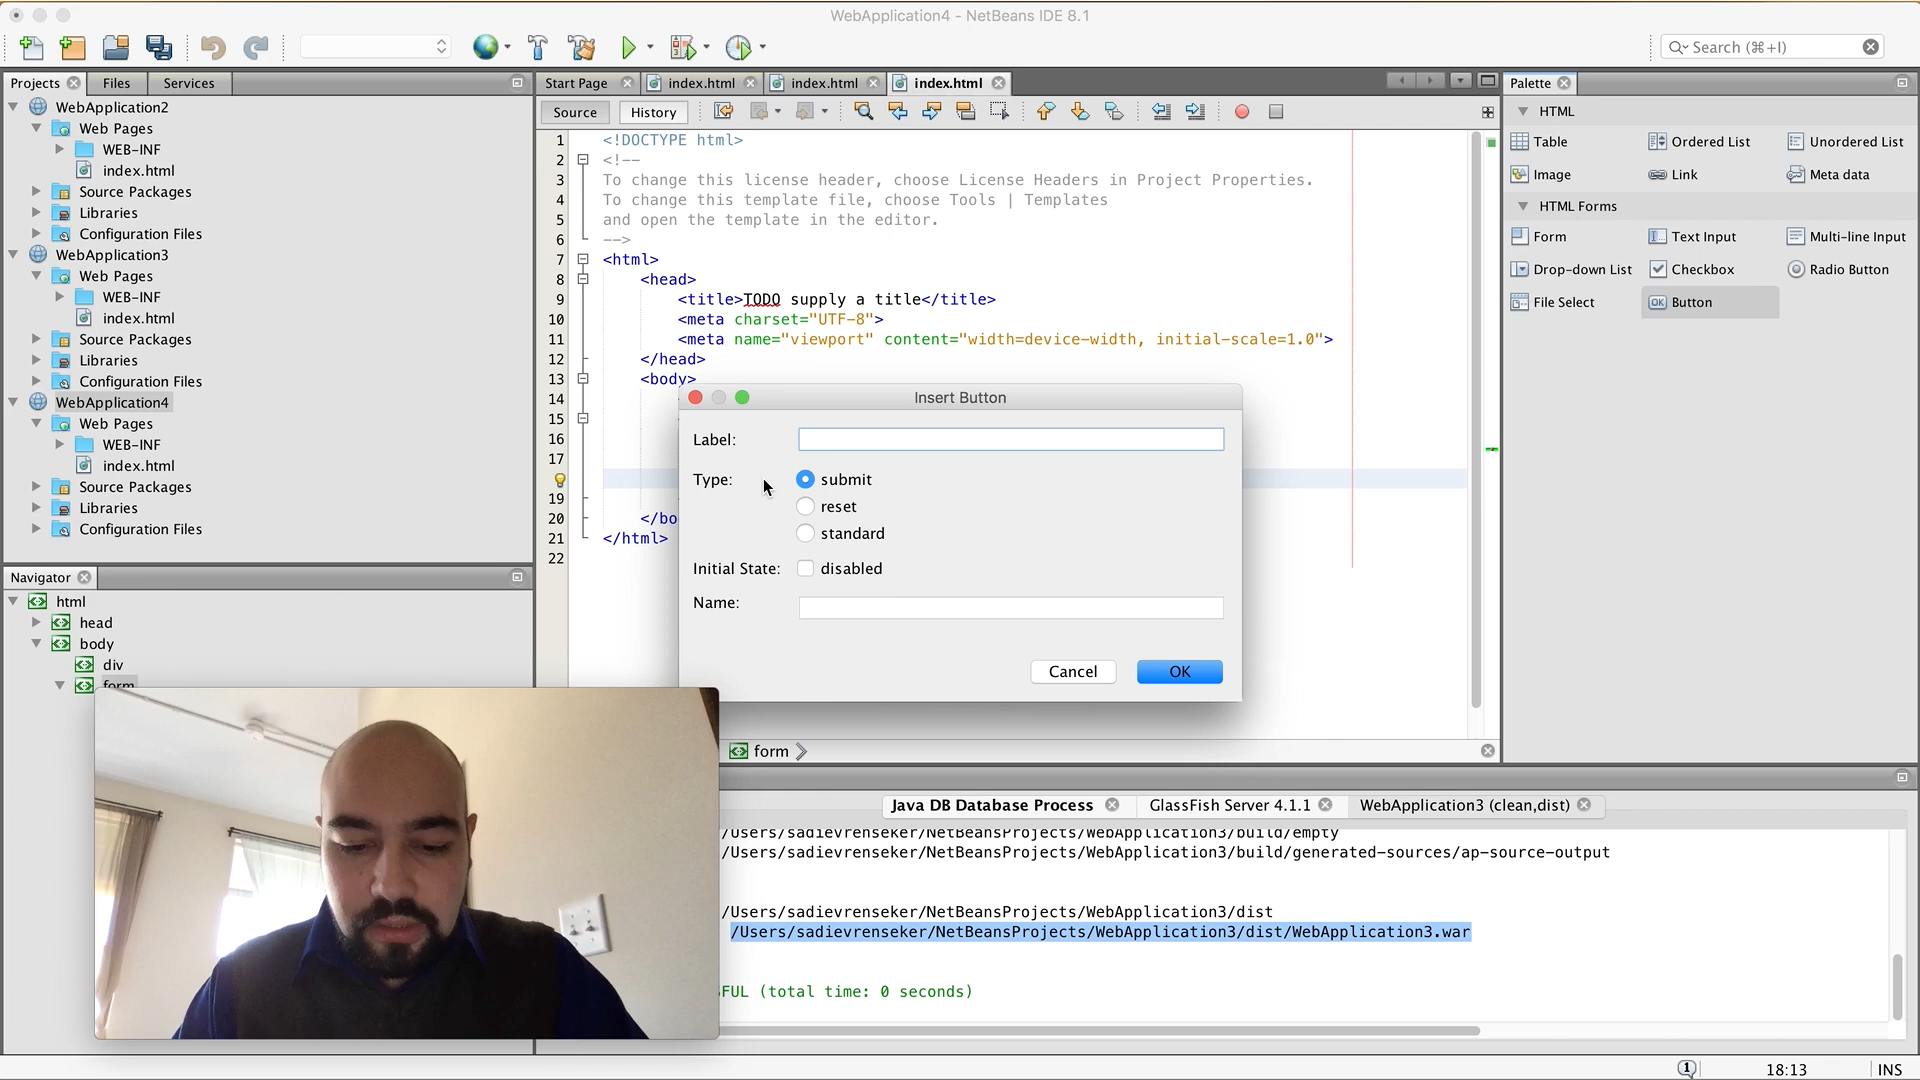 WebApplication4 - NetBeans IDE 8.1
Search (⌘+I)
Projects
Files
Services
WebApplication2
Web Pages
WEB-INF
index.html
Source Packages
Libraries
Configuration Files
WebApplication3
Web Pages
WEB-INF
index.html
Source Packages
Libraries
Configuration Files
WebApplication4
Web Pages
WEB-INF
index.html
Source Packages
Libraries
Configuration Files
Navigator
html
head
body
div
form
Start Page
index.html
index.html
index.html
Source
History
1 <!DOCTYPE html>
2 <!--
3 To change this license header, choose License Headers in Project Properties.
4 To change this template file, choose Tools | Templates
5 and open the template in the editor.
6 -->
7 <html>
8 <head>
9 <title>TODO supply a title</title>
10 <meta charset="UTF-8">
11 <meta name="viewport" content="width=device-width, initial-scale=1.0">
12 </head>
13 <body>
14
15
16
17
19
20 </bo
21 </html>
22
Insert Button
Label:
Type:
submit
reset
standard
Initial State:
disabled
Name:
Cancel
OK
form
Palette
HTML
Table
Ordered List
Unordered List
Image
Link
Meta data
HTML Forms
Form
Text Input
Multi-line Input
Drop-down List
Checkbox
Radio Button
File Select
OK Button
Java DB Database Process
GlassFish Server 4.1.1
WebApplication3 (clean,dist)
/Users/sadievrenseker/NetBeansProjects/WebApplication3/build/empty
/Users/sadievrenseker/NetBeansProjects/WebApplication3/build/generated-sources/ap-source-output
/Users/sadievrenseker/NetBeansProjects/WebApplication3/dist
/Users/sadievrenseker/NetBeansProjects/WebApplication3/dist/WebApplication3.war
FUL (total time: 0 seconds)
1
18:13
INS